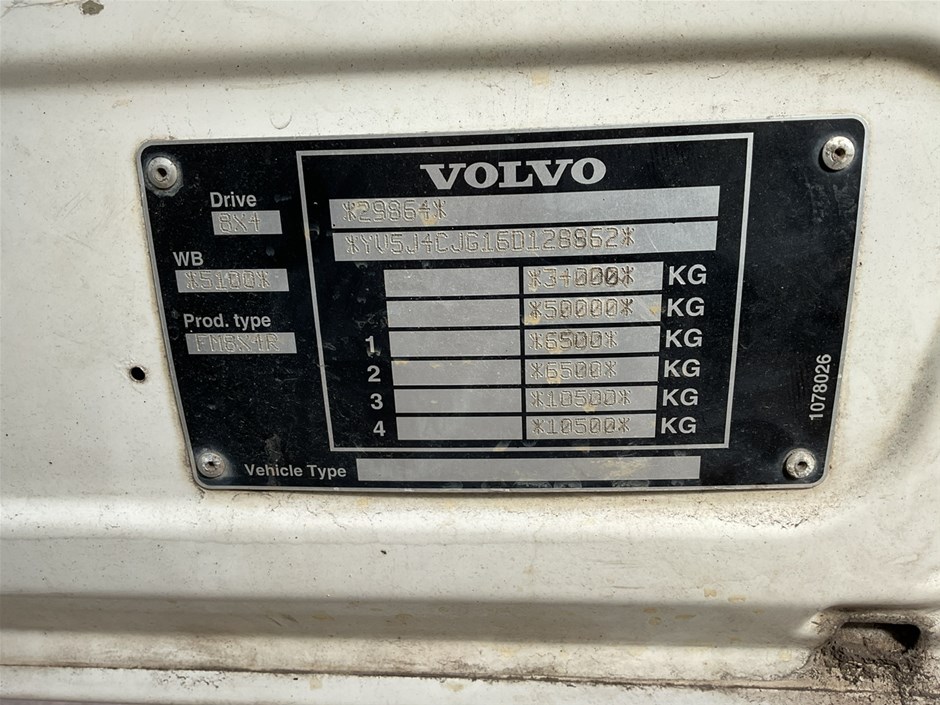 VOLVO
Drive
8X4
*29864*
*YV5J4CJG16D128862*
WB
*5100*
*34000* KG
*50000* KG
Prod. type
FM8X4R
1 *6500* KG
2 *6500* KG
3 *10500* KG
4 *10500* KG
Vehicle Type
1078026